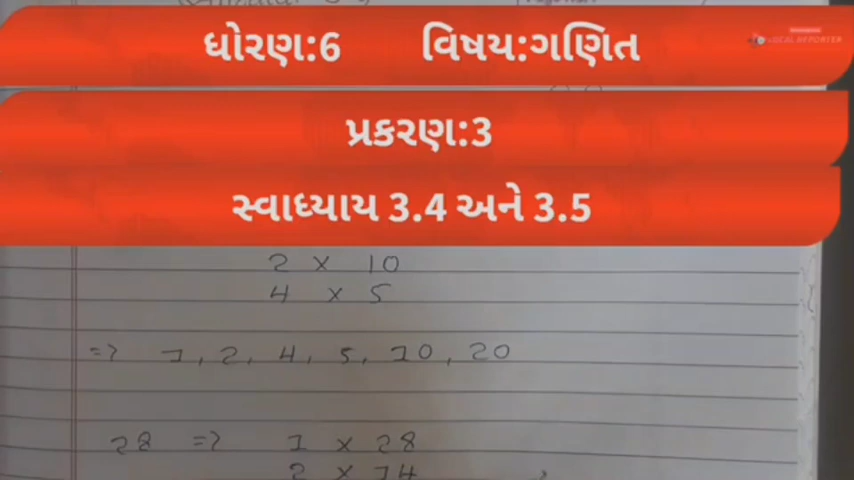 ધોરણ:6 વિષય:ગણિત
પ્રકરણ:3
સ્વાધ્યાય 3.4 અને 3.5
2 x 10
4 x 5
=> 1, 2, 4, 5, 10, 20
28 => 1 x 28
2 x 14